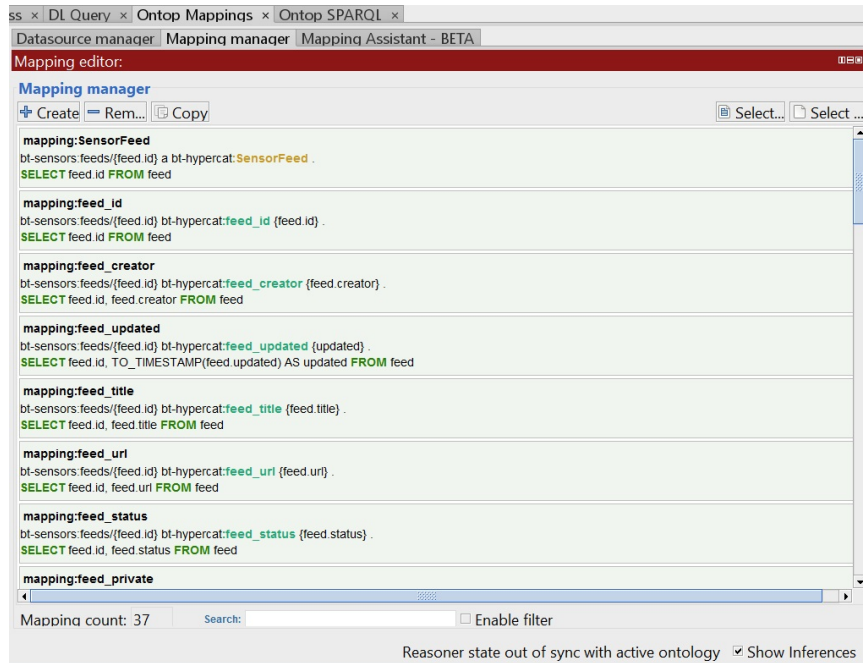 ss × DL Query × Ontop Mappings × Ontop SPARQL ×
Datasource manager Mapping manager Mapping Assistant - BETA
Mapping editor:
Mapping manager
Create Rem... Copy Select... Select ...
mapping:SensorFeed
bt-sensors:feeds/{feed.id} a bt-hypercat:SensorFeed .
SELECT feed.id FROM feed
mapping:feed_id
bt-sensors:feeds/{feed.id} bt-hypercat:feed_id {feed.id} .
SELECT feed.id FROM feed
mapping:feed_creator
bt-sensors:feeds/{feed.id} bt-hypercat:feed_creator {feed.creator} .
SELECT feed.id, feed.creator FROM feed
mapping:feed_updated
bt-sensors:feeds/{feed.id} bt-hypercat:feed_updated {updated} .
SELECT feed.id, TO_TIMESTAMP(feed.updated) AS updated FROM feed
mapping:feed_title
bt-sensors:feeds/{feed.id} bt-hypercat:feed_title {feed.title} .
SELECT feed.id, feed.title FROM feed
mapping:feed_url
bt-sensors:feeds/{feed.id} bt-hypercat:feed_url {feed.url} .
SELECT feed.id, feed.url FROM feed
mapping:feed_status
bt-sensors:feeds/{feed.id} bt-hypercat:feed_status {feed.status} .
SELECT feed.id, feed.status FROM feed
mapping:feed_private
Mapping count: 37 Search: Enable filter
Reasoner state out of sync with active ontology Show Inferences